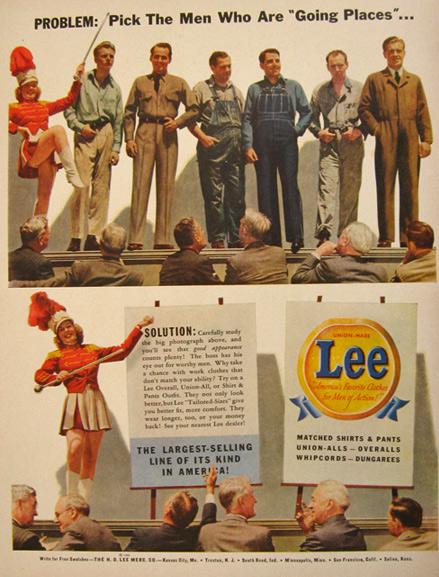 PROBLEM: Pick The Men Who Are "Going Places"...
SOLUTION: Carefully study
the big photograph above, and
you'll see that good appearance
counts plenty! The boss has his
eye out for worthy men. Why take
a chance with work clothes that
don't match your ability? Try on a
Lee Overall, Union-All, or Shirt &
Pants Outfit. They not only look
better, but Lee "Tailored-Sizes" give
you better fit, more comfort. They
wear longer, too, or your money
back! See your nearest Lee dealer!
THE LARGEST-SELLING
LINE OF ITS KIND
IN AMERICA!
UNION-MADE
Lee
"America's Favorite Clothes
for Men of Action!"
MATCHED SHIRTS & PANTS
UNION-ALLS—OVERALLS
WHIPCORDS—DUNGAREES
Write for Free Swatches—THE H. D. LEE MERC. CO.—Kansas City, Mo. • Trenton, N. J. • South Bend, Ind. • Minneapolis, Minn. • San Francisco, Calif. • Salina, Kans.